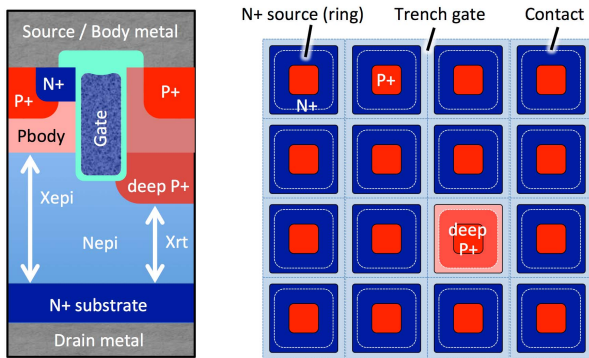 Source / Body metal
N+
P+
P+
Gate
Pbody
deep P+
Xepi
Xrt
Nepi
N+ substrate
Drain metal
N+ source (ring)
Trench gate
Contact
P+
N+
deep
P+